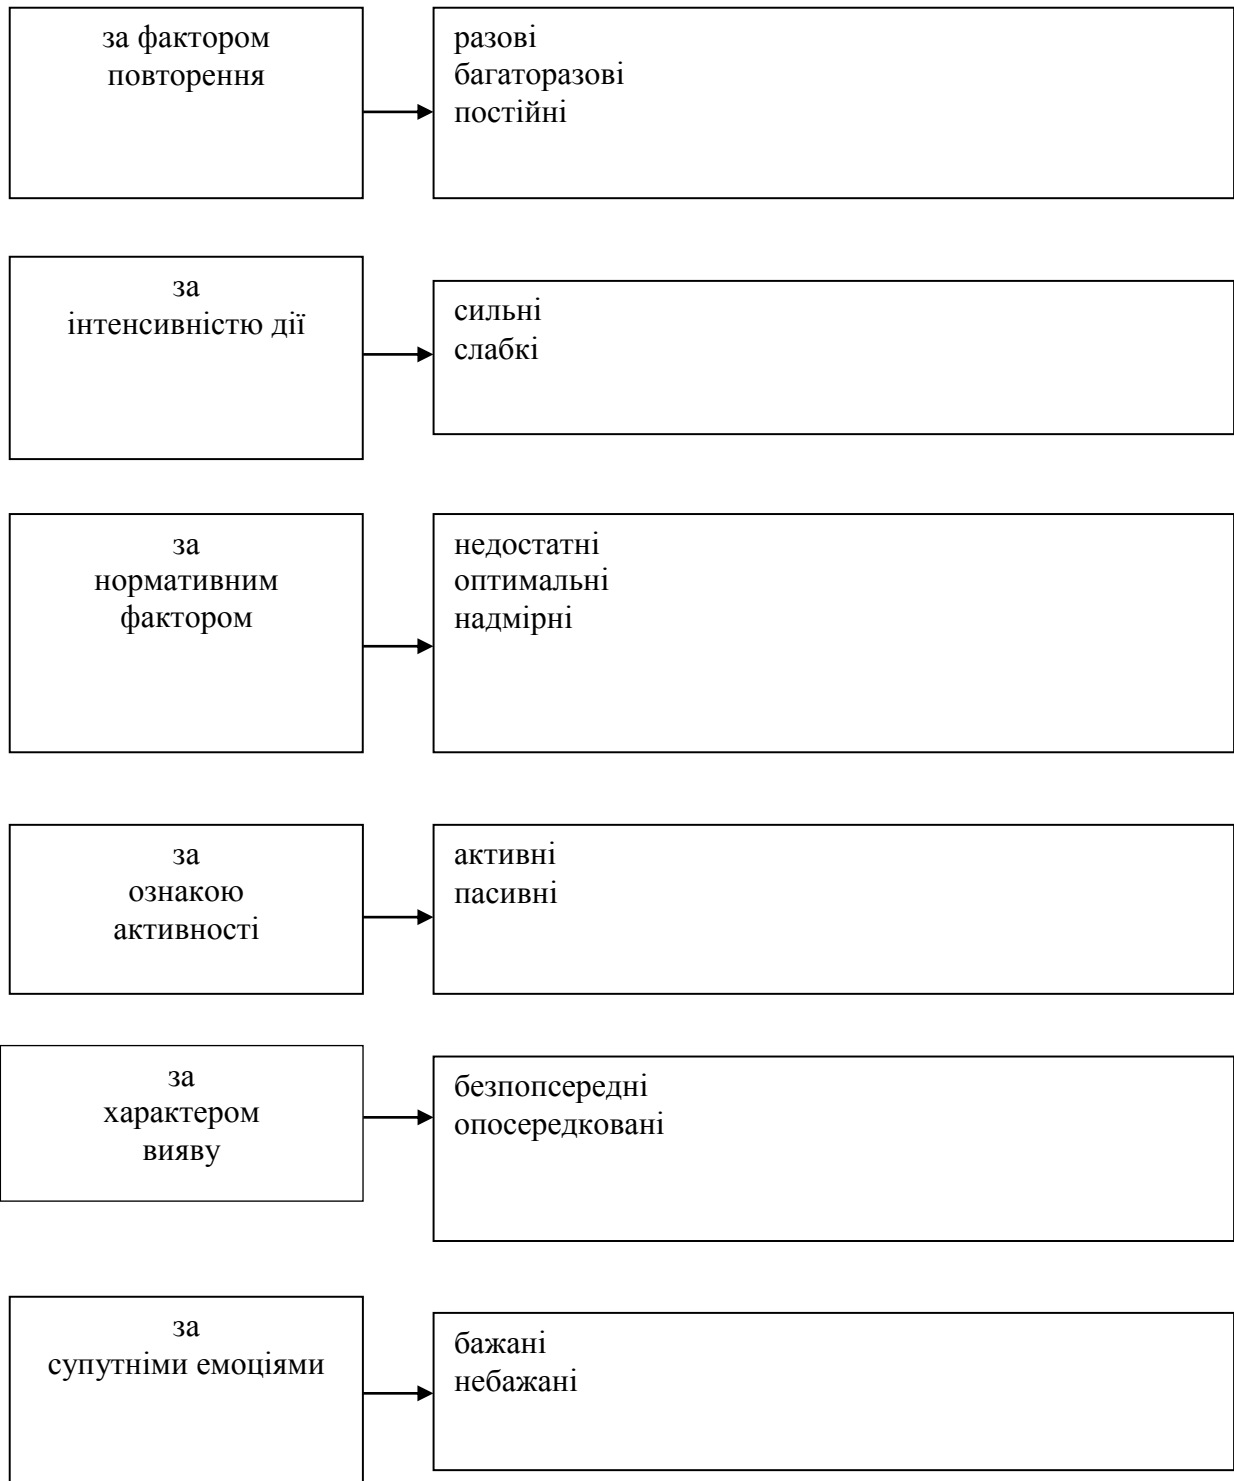 за фактором
повторення
разові
багаторазові
постійні
за
інтенсивністю дії
сильні
слабкі
за
нормативним
фактором
недостатні
оптимальні
надмірні
за
ознакою
активності
активні
пасивні
за
характером
вияву
безпопсередні
опосередковані
за
супутніми емоціями
бажані
небажані